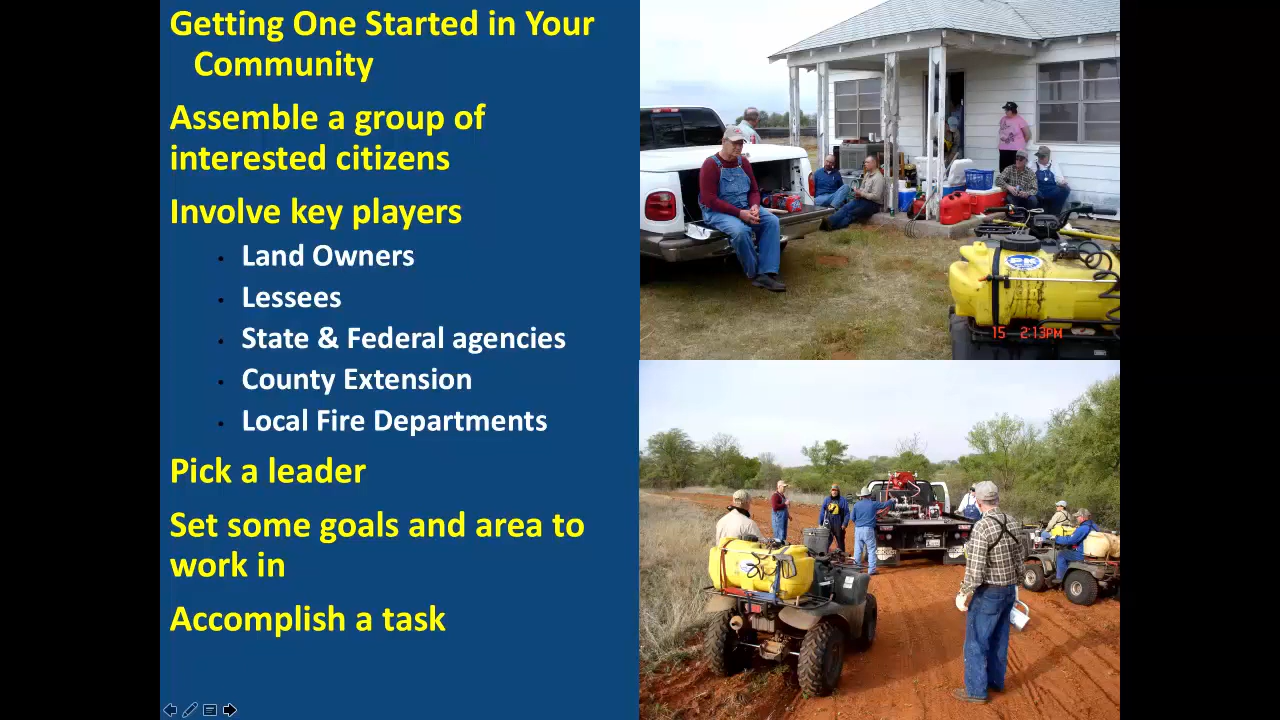 Getting One Started in Your
Community
Assemble a group of
interested citizens
Involve key players
Land Owners
Lessees
State & Federal agencies
County Extension
Local Fire Departments
Pick a leader
Set some goals and area to
work in
Accomplish a task
PK
15 2:13PM